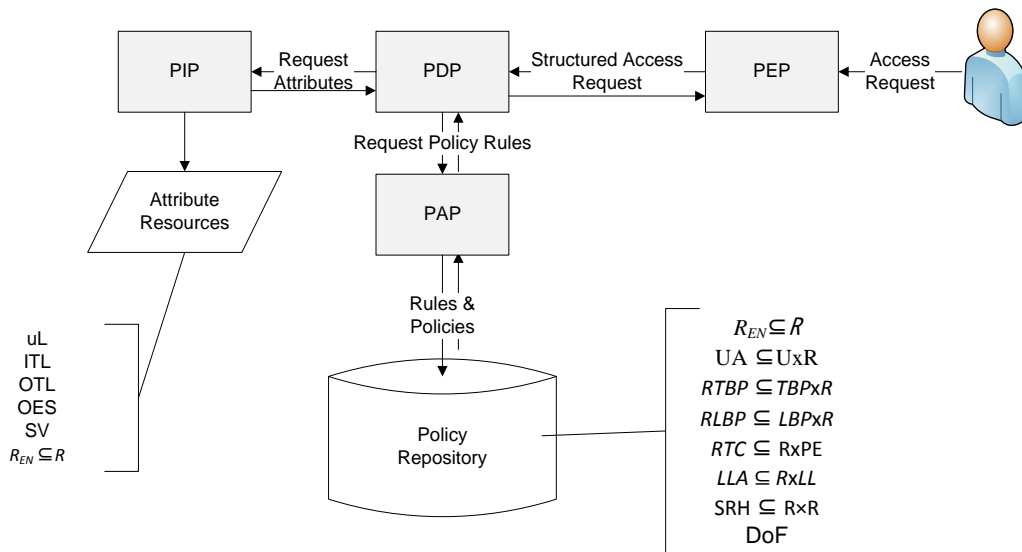 PIP
Request
Attributes
PDP
Structured Access
Request
PEP
Access
Request
Request Policy Rules
Attribute
Resources
PAP
Rules &
Policies
Policy
Repository
uL
ITL
OTL
OES
SV
R_EN ⊆ R
R_EN ⊆ R
UA ⊆ UxR
RTBP ⊆ TBPxR
RLBP ⊆ LBPxR
RTC ⊆ RxPE
LLA ⊆ RxLL
SRH ⊆ R×R
DoF